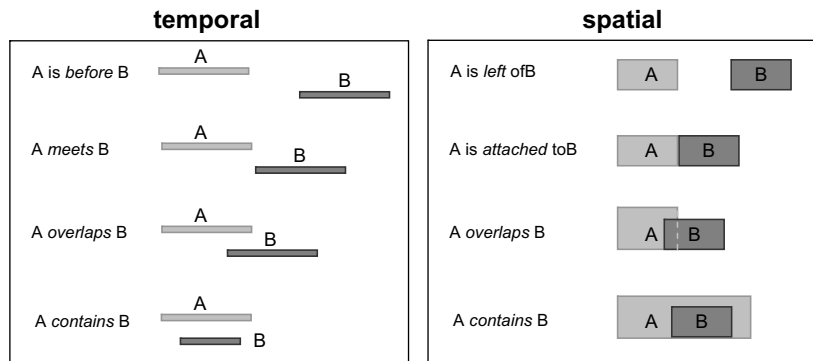 temporal
A is before B
A
B
A meets B
A
B
A overlaps B
A
B
A contains B
A
B
spatial
A is left ofB
A
B
A is attached toB
A
B
A overlaps B
A
B
A contains B
A
B